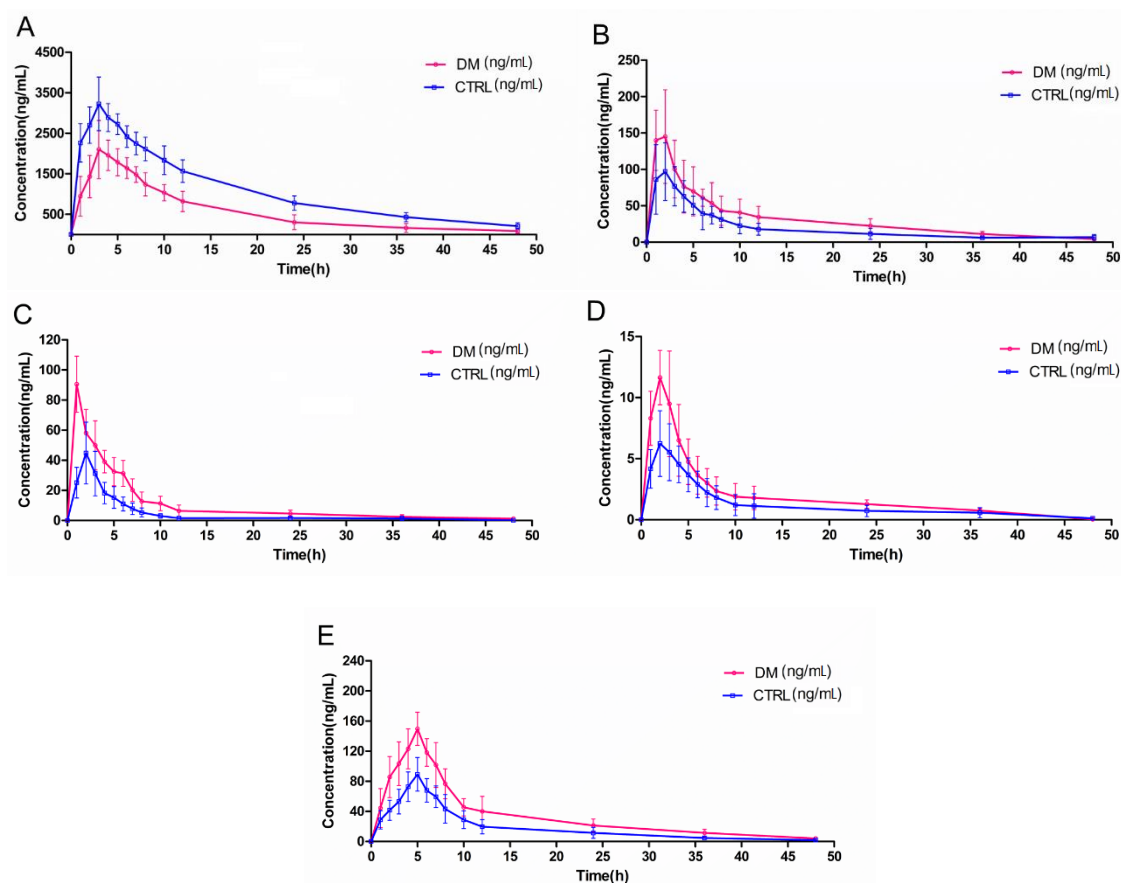 A
Concentration(ng/mL)
4500
3500
2500
1500
500
0 5 10 15 20 25 30 35 40 45 50
Time(h)
DM (ng/mL)
CTRL (ng/mL)
B
Concentration(ng/mL)
250
200
150
100
50
0
0 5 10 15 20 25 30 35 40 45 50
Time(h)
DM (ng/mL)
CTRL (ng/mL)
C
Concentration(ng/mL)
120
100
80
60
40
20
0
0 5 10 15 20 25 30 35 40 45 50
Time(h)
DM (ng/mL)
CTRL (ng/mL)
D
Concentration(ng/mL)
15
10
5
0
0 5 10 15 20 25 30 35 40 45 50
Time(h)
DM (ng/mL)
CTRL (ng/mL)
E
Concentration(ng/mL)
240
200
160
120
80
40
0
0 5 10 15 20 25 30 35 40 45 50
Time(h)
DM (ng/mL)
CTRL (ng/mL)